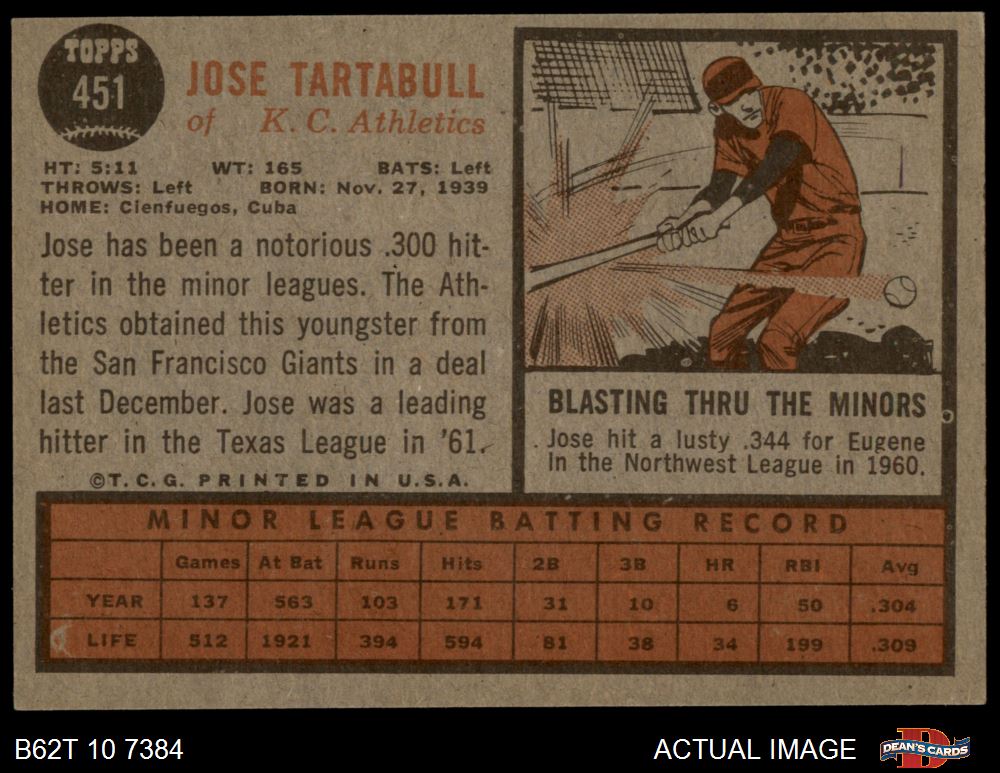 TOPPS
451
JOSE TARTABULL
of K. C. Athletics
HT: 5:11 WT: 165 BATS: Left
THROWS: Left BORN: Nov. 27, 1939
HOME: Cienfuegos, Cuba
Jose has been a notorious .300 hit-
ter in the minor leagues. The Ath-
letics obtained this youngster from
the San Francisco Giants in a deal
last December. Jose was a leading
hitter in the Texas League in '61.
©T.C.G. PRINTED IN U.S.A.
BLASTING THRU THE MINORS
Jose hit a lusty .344 for Eugene
In the Northwest League in 1960.
MINOR LEAGUE BATTING RECORD
Games At Bat Runs Hits 2B 3B HR RBI Avg
YEAR 137 563 103 171 31 10 6 50 .304
LIFE 512 1921 394 594 81 38 34 199 .309
B62T 10 7384
ACTUAL IMAGE
DEAN'S CARDS